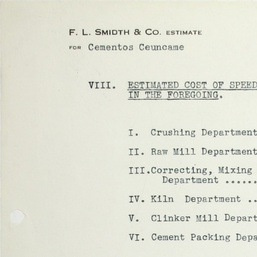 F. L. SMIDTH & CO. ESTIMATE
FOR Cementos Ceuncame
VIII. ESTIMATED COST OF SPEED
IN THE FOREGOING.
I. Crushing Department
II. Raw Mill Department
III.Correcting, Mixing
Department ......
IV. Kiln Department ..
V. Clinker Mill Depart
VI. Cement Packing Depa